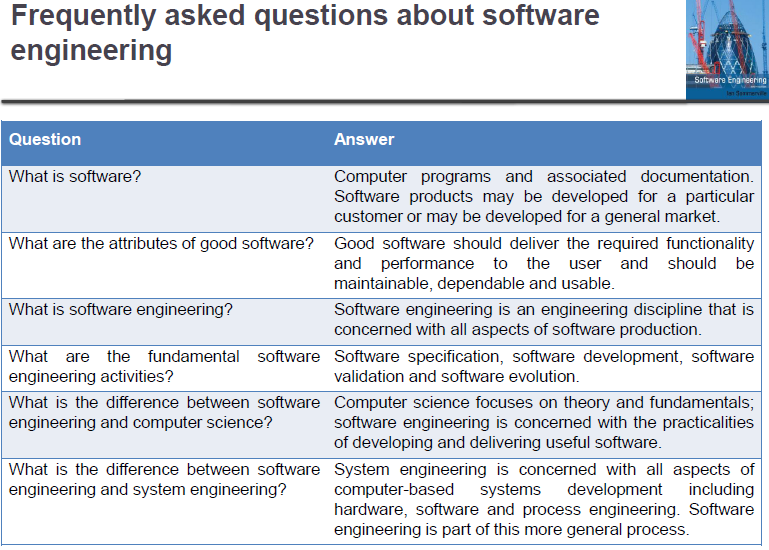 Frequently asked questions about software
engineering
Software Engineering
Ian Sommerville
Question Answer
What is software? Computer programs and associated documentation.
Software products may be developed for a particular
customer or may be developed for a general market.
What are the attributes of good software? Good software should deliver the required functionality
and performance to the user and should be
maintainable, dependable and usable.
What is software engineering? Software engineering is an engineering discipline that is
concerned with all aspects of software production.
What are the fundamental software
engineering activities?
Software specification, software development, software
validation and software evolution.
What is the difference between software
engineering and computer science?
Computer science focuses on theory and fundamentals;
software engineering is concerned with the practicalities
of developing and delivering useful software.
What is the difference between software
engineering and system engineering?
System engineering is concerned with all aspects of
computer-based systems development including
hardware, software and process engineering. Software
engineering is part of this more general process.